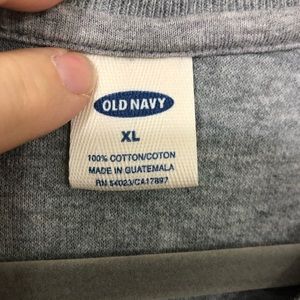 OLD NAVY
XL
100% COTTON/COTON
MADE IN GUATEMALA
RN 54023/CA17897